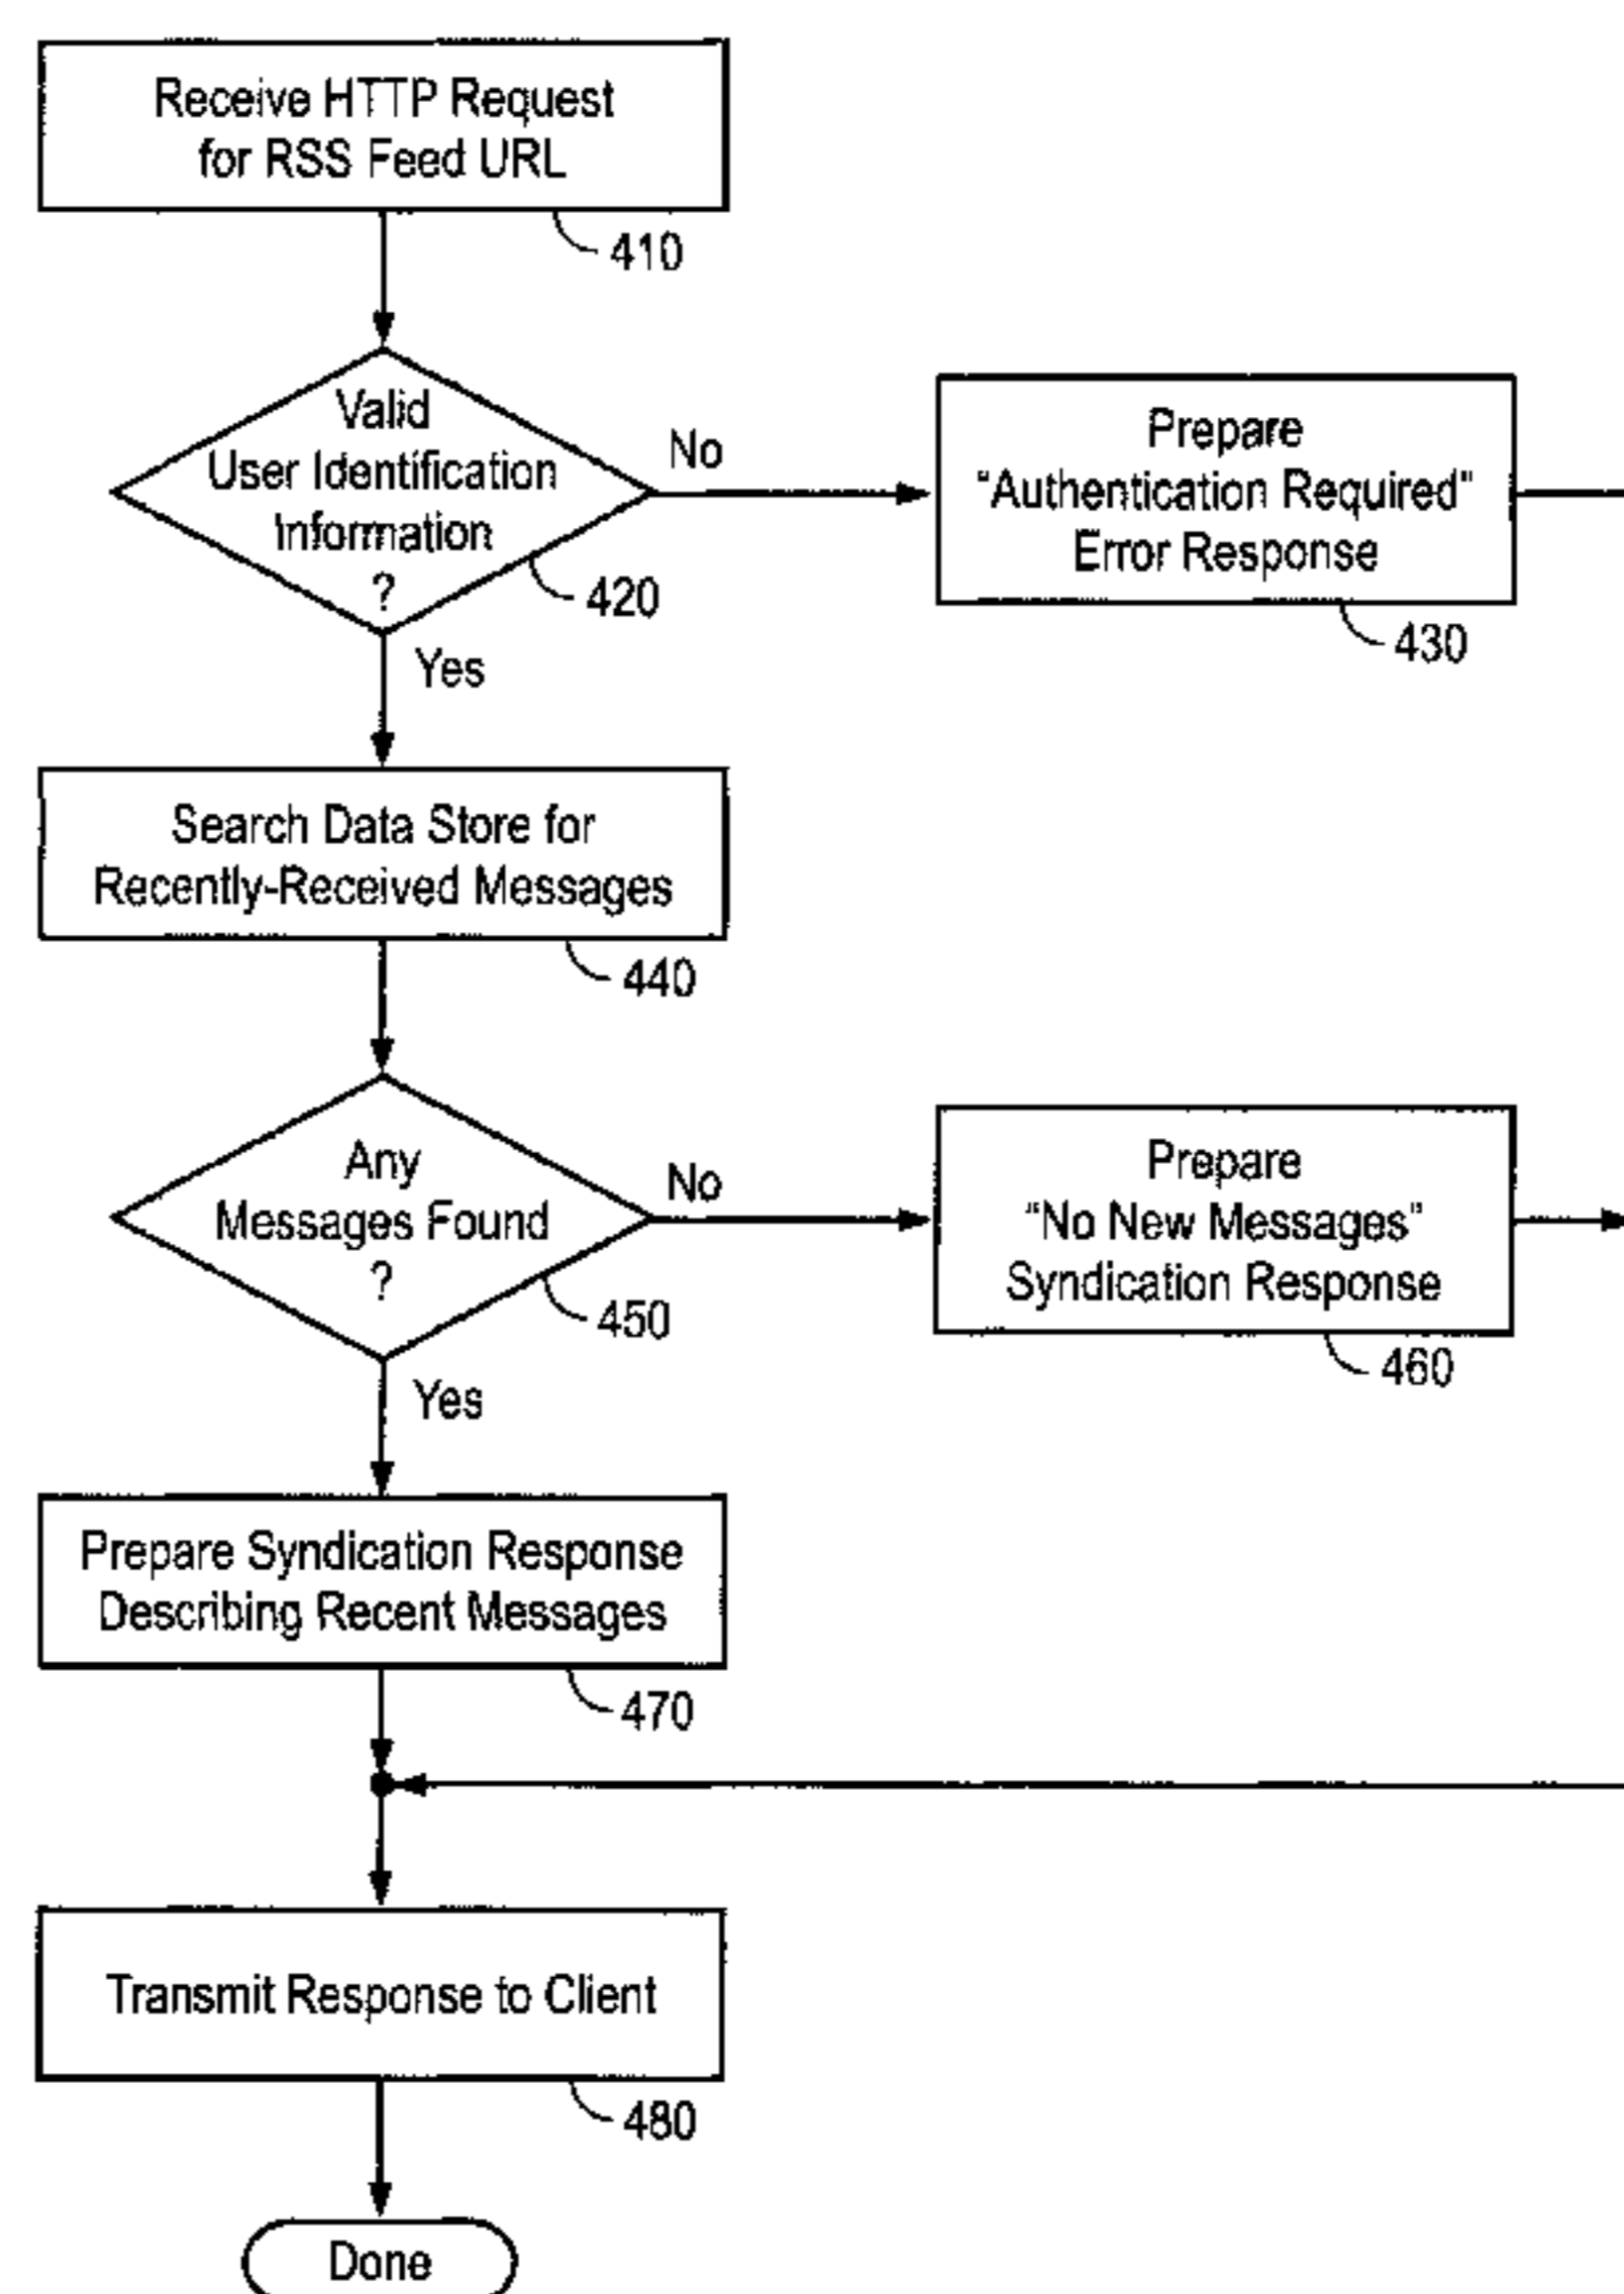 Receive HTTP Request
for RSS Feed URL
410
Valid
User Identification
Information
?
420
No
Prepare
"Authentication Required"
Error Response
430
Yes
Search Data Store for
Recently-Received Messages
440
Any
Messages Found
?
450
No
Prepare
"No New Messages"
Syndication Response
460
Yes
Prepare Syndication Response
Describing Recent Messages
470
Transmit Response to Client
480
Done